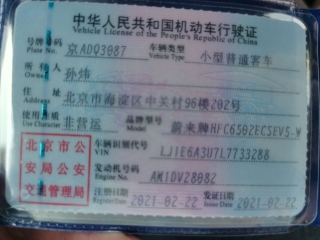 中华人民共和国机动车行驶证
Vehicle License of the People's Republic of China
号牌号码 京ADQ3087 车辆类型 小型普通客车
Plate No. Vehicle Type
所有人 孙炜
Owner
住址 北京市海淀区中关村96楼202号
Address
使用性质 非营运 品牌型号 蔚来牌HFC6502ECSEV5-W
Use Character Model
北京市公 车辆识别代号 LJ1E6A3U7L7733288
VIN
安局公安 发动机号码 AM10V28082
Engine No.
交通管理局 注册日期 2021-02-22 发证日期 2021-02-22
Register Date Issue Date